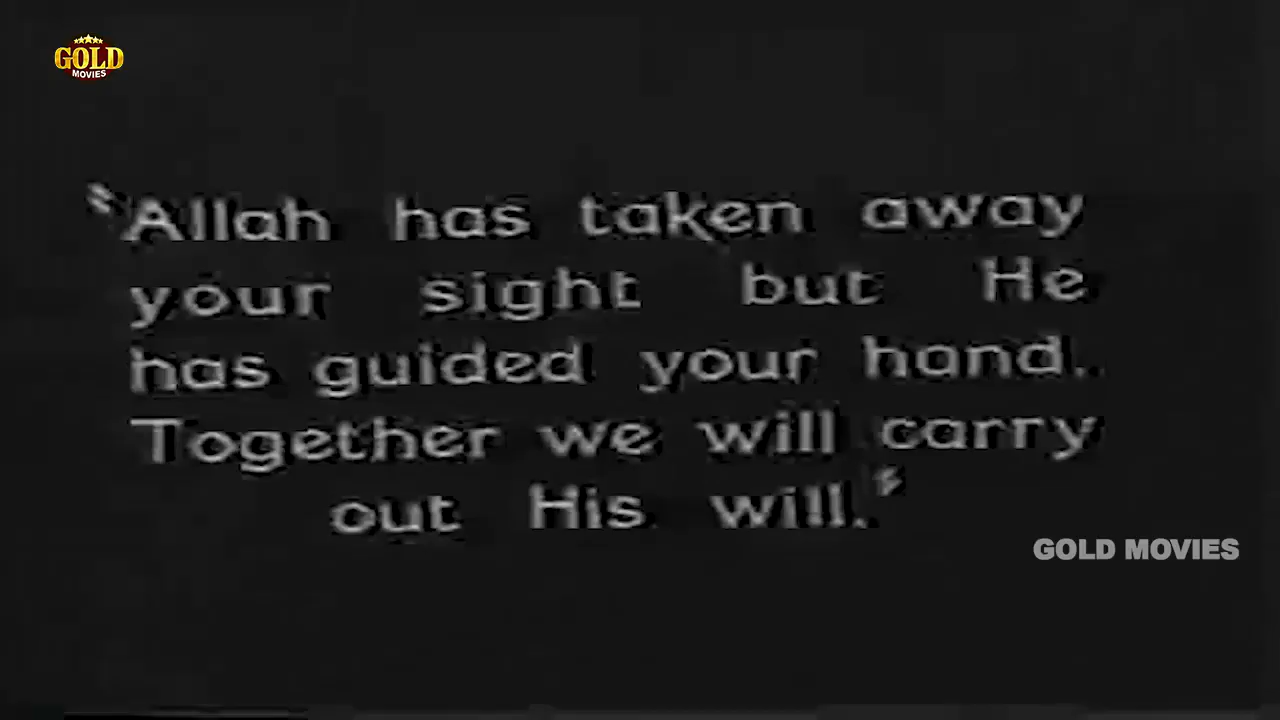 GOLD
MOVIES
"Allah has taken away
your sight but He
has guided your hand..
Together we will carry
out His will."
GOLD MOVIES